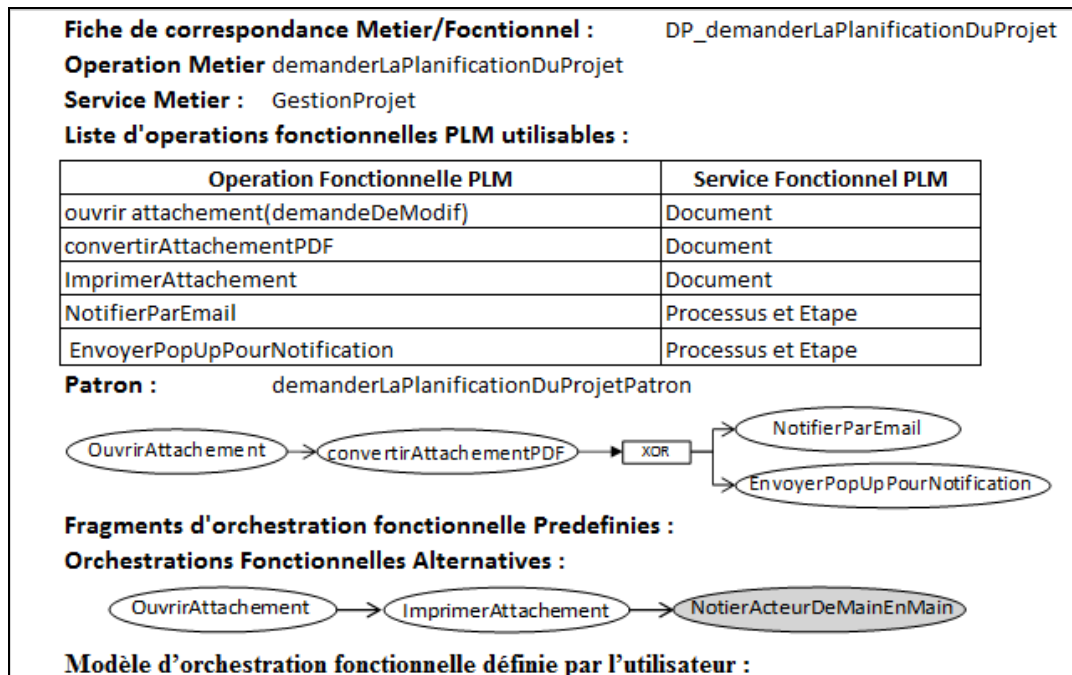 Fiche de correspondance Metier/Focntionnel : DP_demanderLaPlanificationDuProjet
Operation Metier demanderLaPlanificationDuProjet
Service Metier : GestionProjet
Liste d'operations fonctionnelles PLM utilisables :
Operation Fonctionnelle PLM Service Fonctionnel PLM
ouvrir attachement(demandeDeModif) Document
convertirAttachementPDF Document
ImprimerAttachement Document
NotifierParEmail Processus et Etape
EnvoyerPopUpPourNotification Processus et Etape
Patron : demanderLaPlanificationDuProjetPatron
OuvrirAttachement convertirAttachementPDF XOR NotifierParEmail
EnvoyerPopUpPourNotification
Fragments d'orchestration fonctionnelle Predefinies :
Orchestrations Fonctionnelles Alternatives :
OuvrirAttachement ImprimerAttachement NotierActeurDeMainEnMain
Modèle d’orchestration fonctionnelle définie par l’utilisateur :